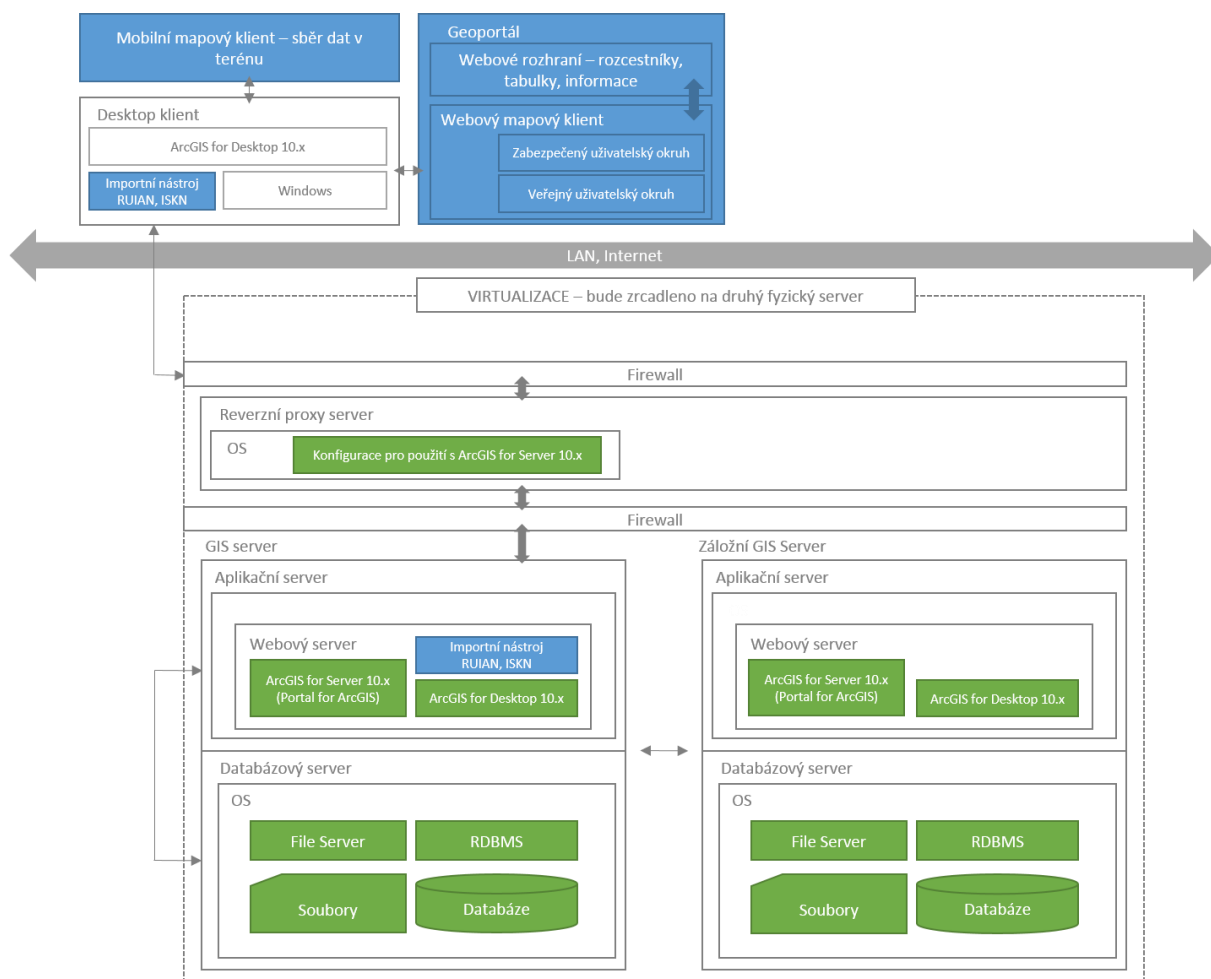 Mobilní mapový klient – sběr dat v
terénu
Geoportál
Webové rozhraní – rozcestníky,
tabulky, informace
Desktop klient
ArcGIS for Desktop 10.x
Importní nástroj
RUIAN, ISKN
Windows
Webový mapový klient
Zabezpečený uživatelský okruh
Veřejný uživatelský okruh
LAN, Internet
VIRTUALIZACE – bude zrcadleno na druhý fyzický server
Firewall
Reverzní proxy server
OS
Konfigurace pro použití s ArcGIS for Server 10.x
Firewall
GIS server
Aplikační server
Webový server
Importní nástroj
RUIAN, ISKN
ArcGIS for Server 10.x
(Portal for ArcGIS)
ArcGIS for Desktop 10.x
Databázový server
OS
File Server
RDBMS
Soubory
Databáze
Záložní GIS Server
Aplikační server
Webový server
ArcGIS for Server 10.x
(Portal for ArcGIS)
ArcGIS for Desktop 10.x
Databázový server
OS
File Server
RDBMS
Soubory
Databáze